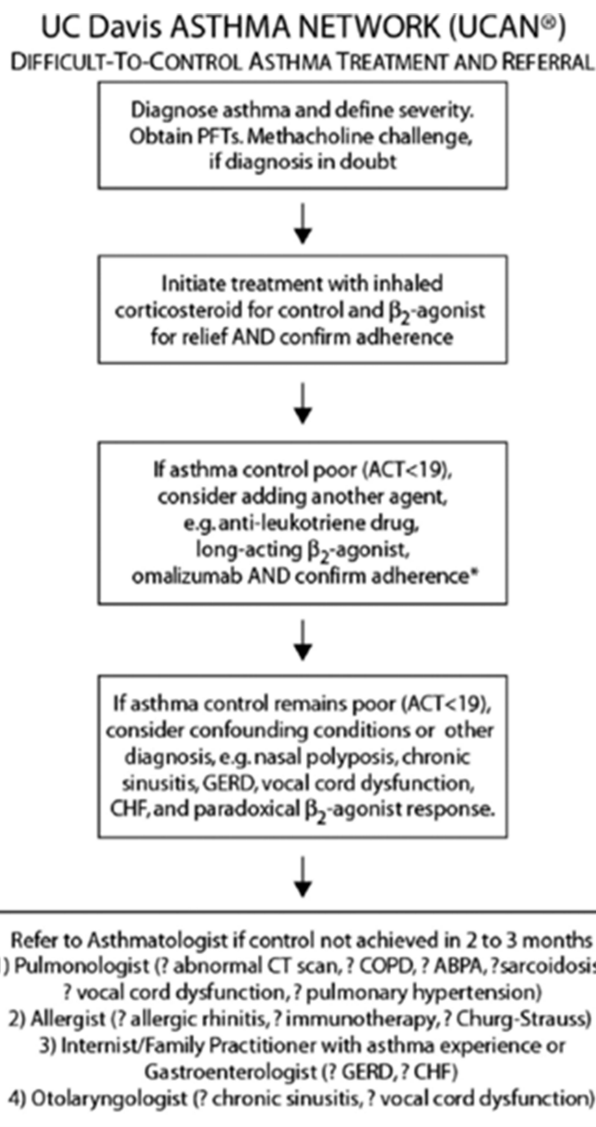 UC Davis ASTHMA NETWORK (UCAN®)
DIFFICULT-TO-CONTROL ASTHMA TREATMENT AND REFERRAL
Diagnose asthma and define severity.
Obtain PFTs. Methacholine challenge,
if diagnosis in doubt
Initiate treatment with inhaled
corticosteroid for control and β₂-agonist
for relief AND confirm adherence
If asthma control poor (ACT<19),
consider adding another agent,
e.g. anti-leukotriene drug,
long-acting β₂-agonist,
omalizumab AND confirm adherence*
If asthma control remains poor (ACT<19),
consider confounding conditions or other
diagnosis, e.g. nasal polyposis, chronic
sinusitis, GERD, vocal cord dysfunction,
CHF, and paradoxical β₂-agonist response.
Refer to Asthmatologist if control not achieved in 2 to 3 months
1) Pulmonologist (? abnormal CT scan, ? COPD, ? ABPA, ?sarcoidosis
? vocal cord dysfunction, ? pulmonary hypertension)
2) Allergist (? allergic rhinitis, ? immunotherapy, ? Churg-Strauss)
3) Internist/Family Practitioner with asthma experience or
Gastroenterologist (? GERD, ? CHF)
4) Otolaryngologist (? chronic sinusitis, ? vocal cord dysfunction)